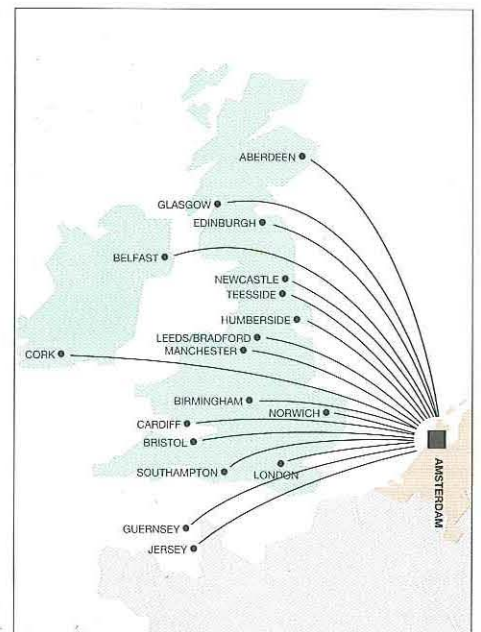 ABERDEEN
GLASGOW
EDINBURGH
BELFAST
NEWCASTLE
TEESSIDE
HUMBERSIDE
LEEDS/BRADFORD
MANCHESTER
CORK
BIRMINGHAM
NORWICH
CARDIFF
BRISTOL
SOUTHAMPTON
LONDON
AMSTERDAM
GUERNSEY
JERSEY